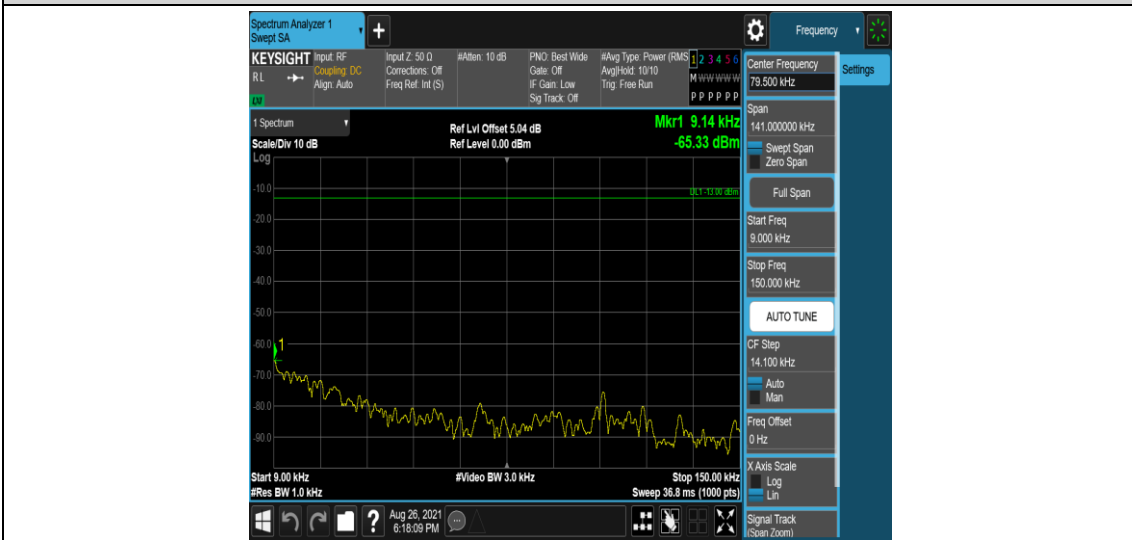 Spectrum Analyzer 1
Swept SA
+
Frequency
KEYSIGHT
RL
LXI
Input: RF
Coupling: DC
Align: Auto
Input Z: 50 Ω
Corrections: Off
Freq Ref: Int (S)
#Atten: 10 dB
PNO: Best Wide
Gate: Off
IF Gain: Low
Sig Track: Off
#Avg Type: Power (RMS
Avg|Hold: 10/10
Trig: Free Run
1 2 3 4 5 6
M W W W W W
P P P P P P
1 Spectrum
Scale/Div 10 dB
Log
Ref Lvl Offset 5.04 dB
Ref Level 0.00 dBm
Mkr1 9.14 kHz
-65.33 dBm
DL1 -13.00 dBm
-10.0
-20.0
-30.0
-40.0
-50.0
-60.0
1
-70.0
-80.0
-90.0
Start 9.00 kHz
#Res BW 1.0 kHz
#Video BW 3.0 kHz
Stop 150.00 kHz
Sweep 36.8 ms (1000 pts)
?
Aug 26, 2021
6:18:09 PM
Center Frequency
79.500 kHz
Settings
Span
141.000000 kHz
Swept Span
Zero Span
Full Span
Start Freq
9.000 kHz
Stop Freq
150.000 kHz
AUTO TUNE
CF Step
14.100 kHz
Auto
Man
Freq Offset
0 Hz
X Axis Scale
Log
Lin
Signal Track
(Span Zoom)